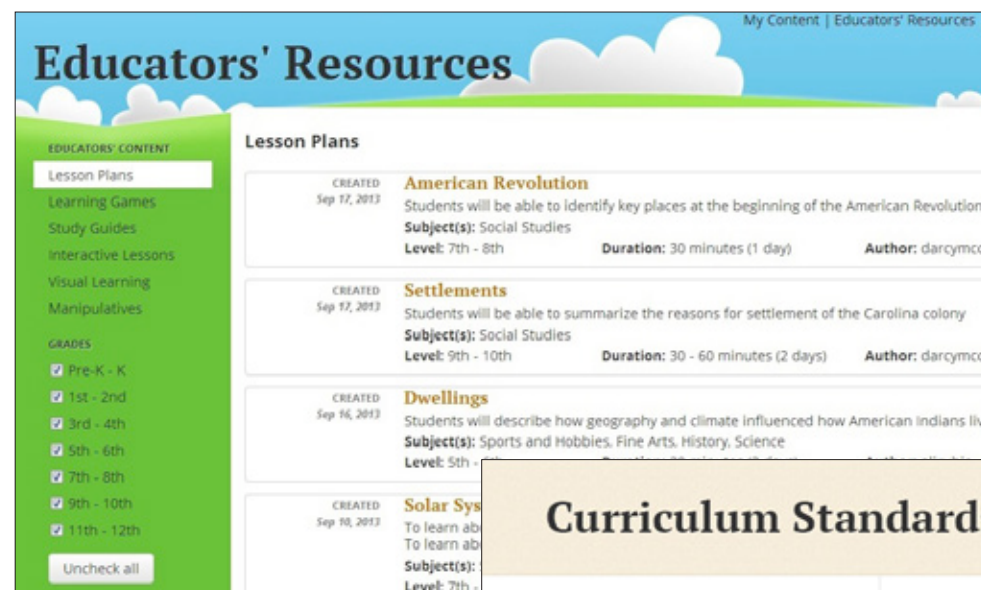 My Content | Educators' Resources
Educators' Resources
EDUCATORS' CONTENT
Lesson Plans
Learning Games
Study Guides
Interactive Lessons
Visual Learning
Manipulatives
GRADES
Pre-K - K
1st - 2nd
3rd - 4th
5th - 6th
7th - 8th
9th - 10th
11th - 12th
Uncheck all
Lesson Plans
CREATED
Sep 17, 2013
American Revolution
Students will be able to identify key places at the beginning of the American Revolution
Subject(s): Social Studies
Level: 7th - 8th Duration: 30 minutes (1 day) Author: darcymcc
CREATED
Sep 17, 2013
Settlements
Students will be able to summarize the reasons for settlement of the Carolina colony
Subject(s): Social Studies
Level: 9th - 10th Duration: 30 - 60 minutes (2 days) Author: darcymcc
CREATED
Sep 16, 2013
Dwellings
Students will describe how geography and climate influenced how American Indians liv
Subject(s): Sports and Hobbies, Fine Arts, History, Science
Level: 5th -
CREATED
Sep 10, 2013
Solar Sys
To learn abo
To learn abo
Subject(s):
Level: 7th -
Curriculum Standard